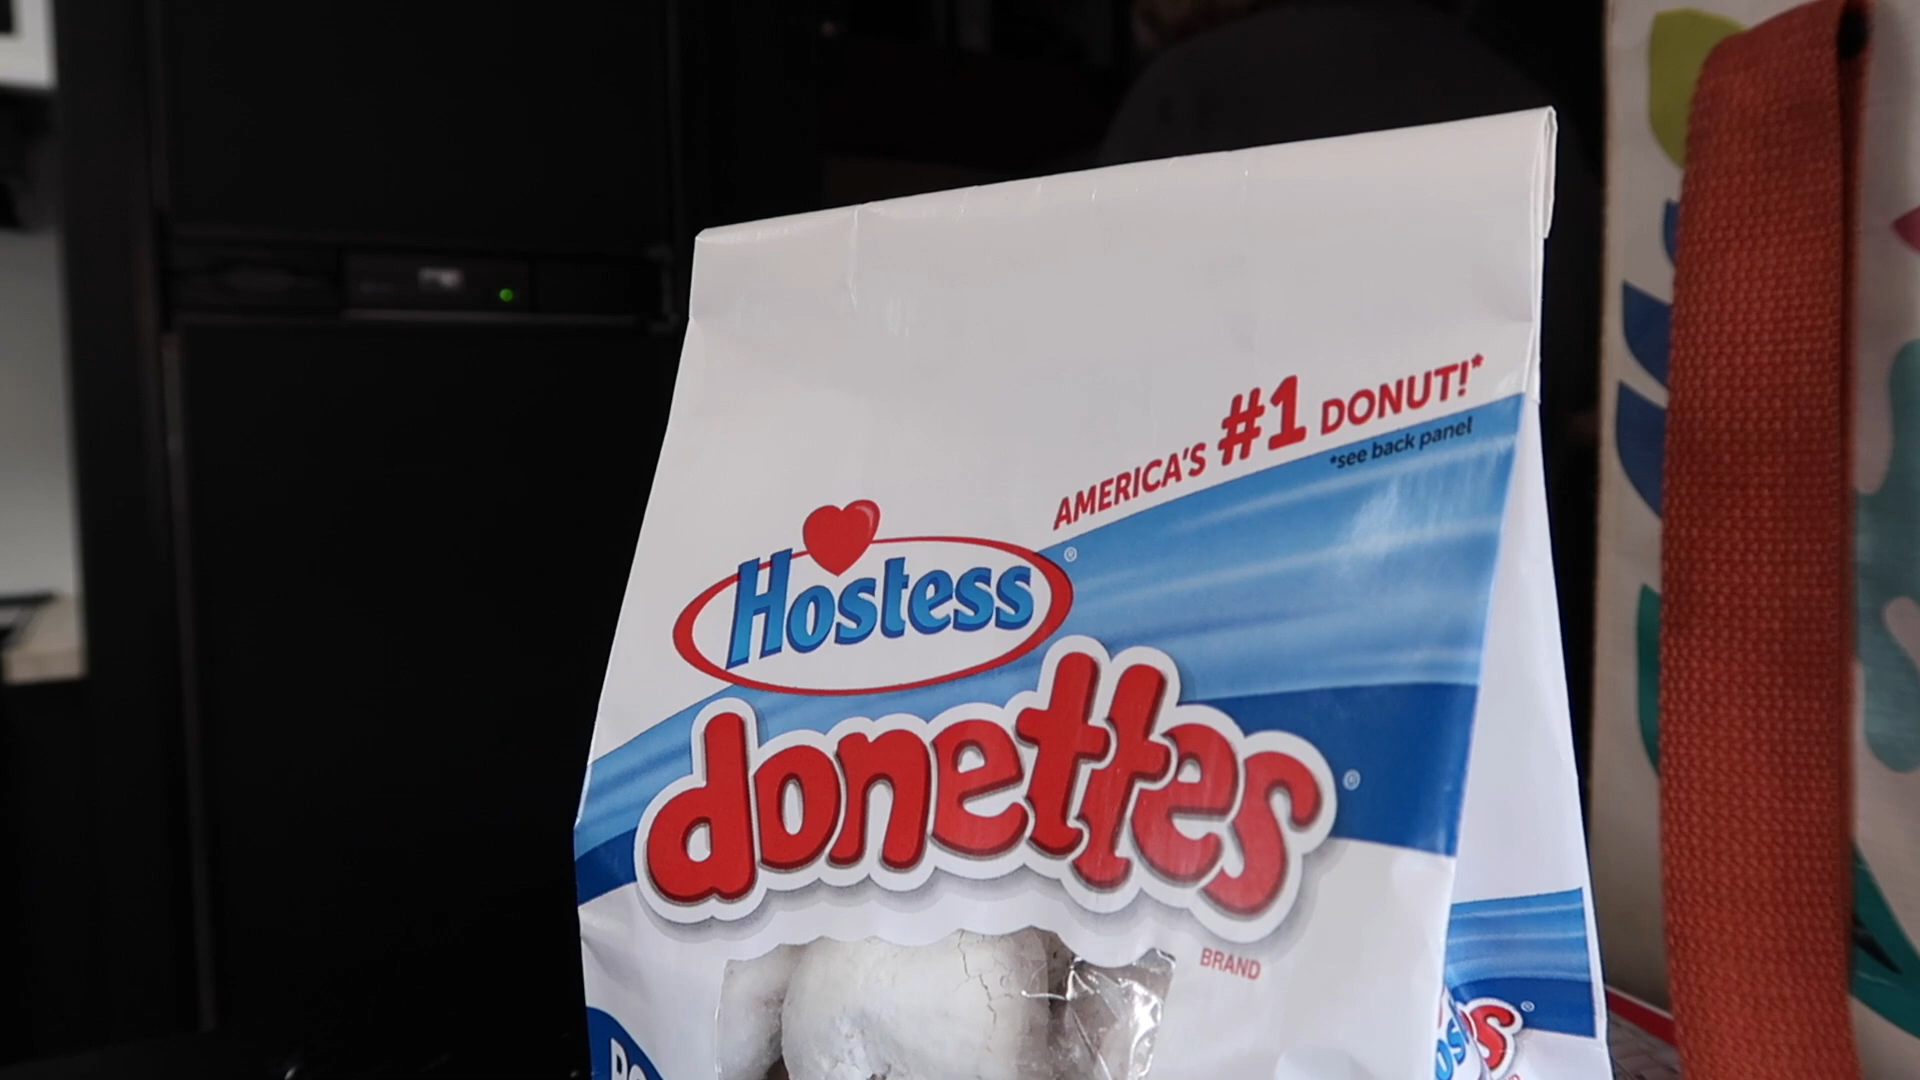 AMERICA'S #1 DONUT!*
*see back panel
Hostess®
donettes®
BRAND